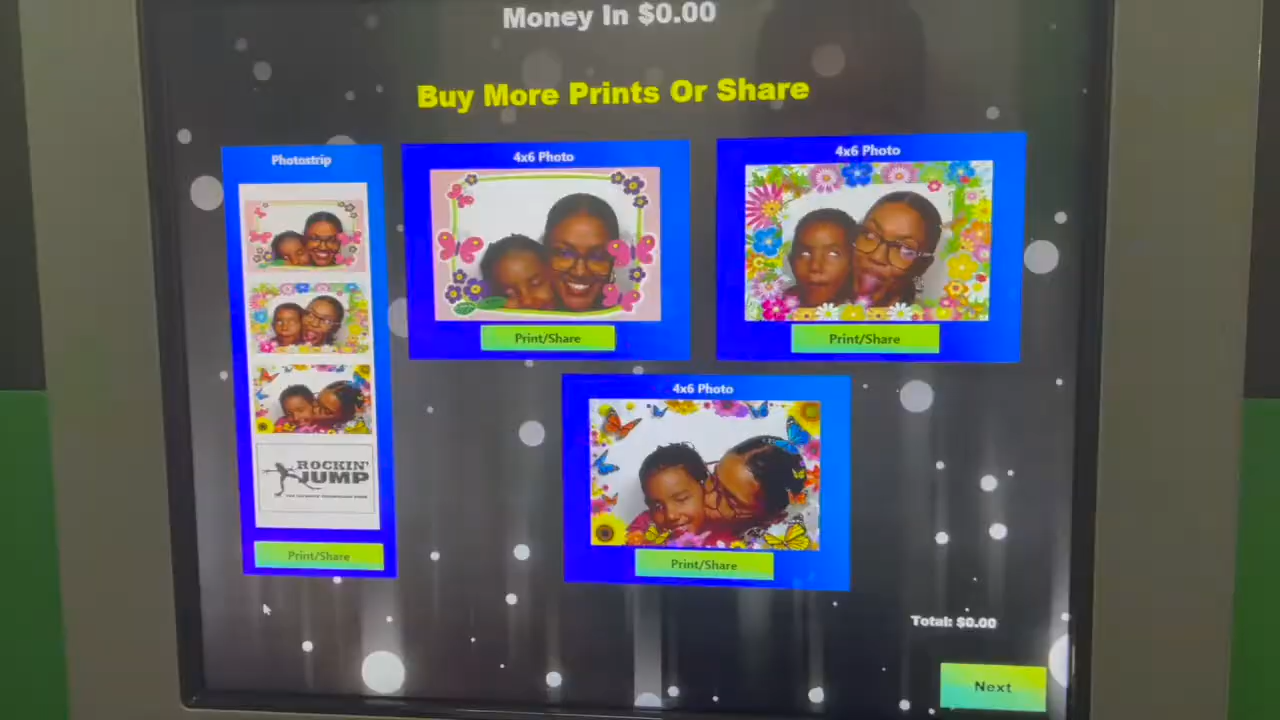 Money In $0.00
Buy More Prints Or Share
Photostrip
4x6 Photo
4x6 Photo
Print/Share
Print/Share
4x6 Photo
ROCKIN'
JUMP
Print/Share
Print/Share
Total: $0.00
Next